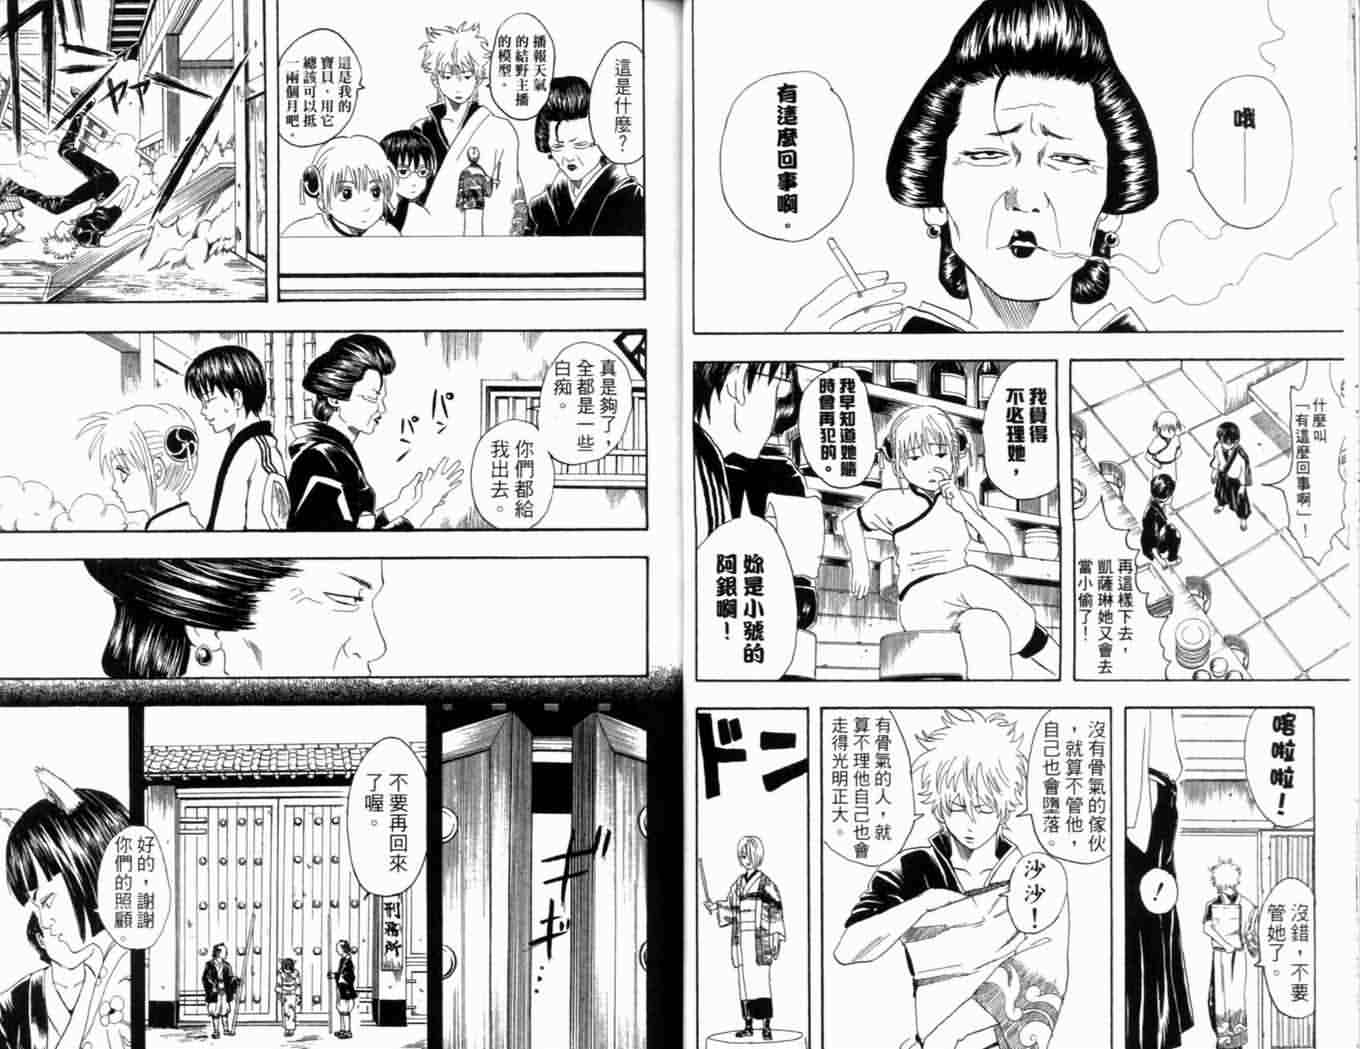 哦
——
有這麼回事啊。
什麼叫
「有這麼回事啊」！
再這樣下去，
凱薩琳她又會去
當小偷了！
我覺得
不必理她，
我早知道她隨
時會再犯的。
妳是小號的
阿銀啊！
喀啦啦！
沒錯，不要
管她了。
！
沒有骨氣的傢伙
，就算不管他，
自己也會墮落。
沙沙！
有骨氣的人，就
算不理他自己也會
走得光明正大。
ドン
這是什麼？
播報天氣
的結野主播
的模型。
這是我的
寶貝，用它
總該可以抵
一兩個月吧。
真是夠了，
全都是一些
白痴。
你們都給
我出去。
パン
パン
ギギギ…
不要再回來
了喔。
刑務所
好的，謝謝
你們的照顧。